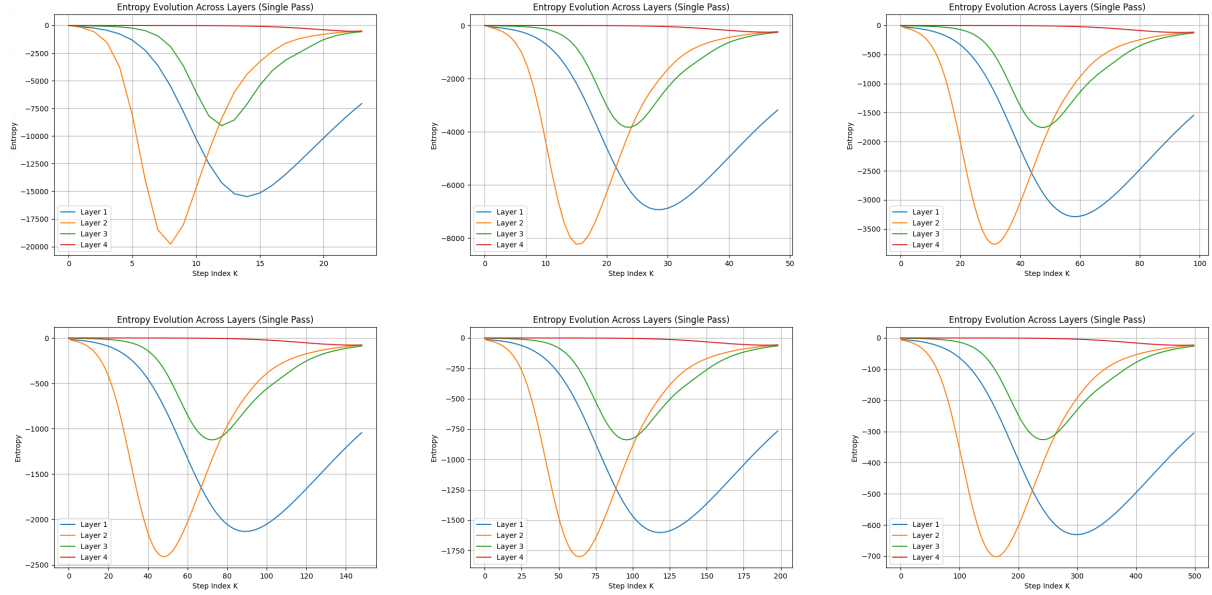 Entropy Evolution Across Layers (Single Pass)
0
−2500
−5000
−7500
−10000
−12500
−15000
−17500
−20000
Entropy
Layer 1
Layer 2
Layer 3
Layer 4
0 5 10 15 20
Step Index K
Entropy Evolution Across Layers (Single Pass)
0
−2000
−4000
−6000
−8000
Entropy
Layer 1
Layer 2
Layer 3
Layer 4
0 10 20 30 40 50
Step Index K
Entropy Evolution Across Layers (Single Pass)
0
−500
−1000
−1500
−2000
−2500
−3000
−3500
Entropy
Layer 1
Layer 2
Layer 3
Layer 4
0 20 40 60 80 100
Step Index K
Entropy Evolution Across Layers (Single Pass)
0
−500
−1000
−1500
−2000
−2500
Entropy
Layer 1
Layer 2
Layer 3
Layer 4
0 20 40 60 80 100 120 140
Step Index K
Entropy Evolution Across Layers (Single Pass)
0
−250
−500
−750
−1000
−1250
−1500
−1750
Entropy
Layer 1
Layer 2
Layer 3
Layer 4
0 25 50 75 100 125 150 175 200
Step Index K
Entropy Evolution Across Layers (Single Pass)
0
−100
−200
−300
−400
−500
−600
−700
Entropy
Layer 1
Layer 2
Layer 3
Layer 4
0 100 200 300 400 500
Step Index K